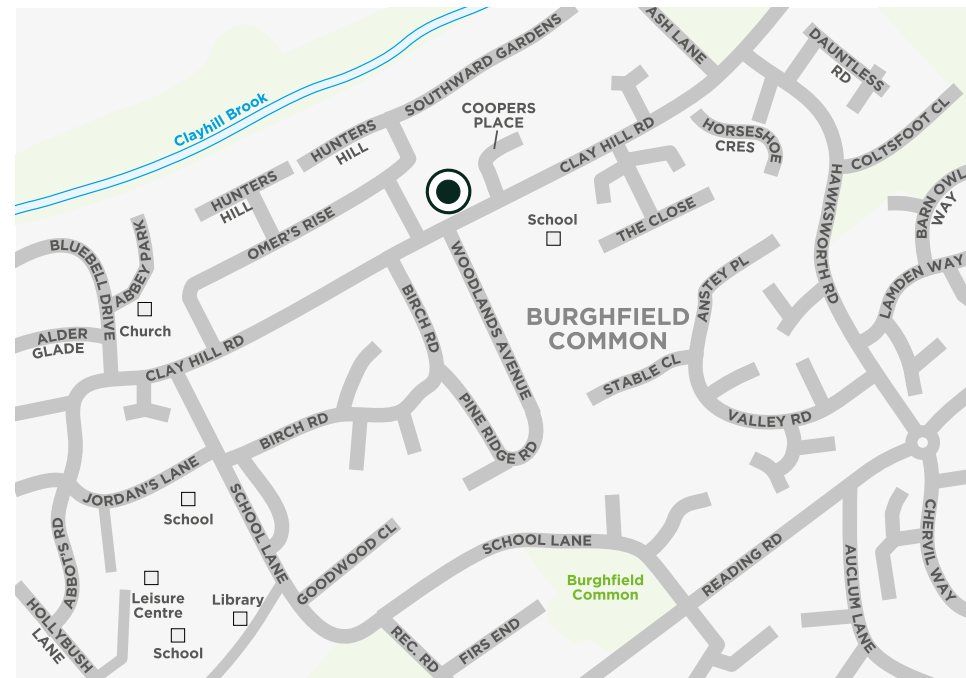 ASH LANE
DAUNTLESS
RD
SOUTHWARD GARDENS
COOPERS
PLACE
Clayhill Brook
HUNTERS
HILL
CLAY HILL RD
HORSESHOE
CRES
COLTSFOOT CL
HUNTERS
HILL
HAWKSWORTH RD
BARN OWL
WAY
OMER'S RISE
School
THE CLOSE
BLUEBELL DRIVE
ABBEY PARK
WOODLANDS AVENUE
ANSTEY PL
LAMDEN WAY
Church
BIRCH RD
BURGHFIELD
COMMON
ALDER
GLADE
CLAY HILL RD
STABLE CL
PINE RIDGE RD
VALLEY RD
BIRCH RD
JORDAN'S LANE
School
SCHOOL LANE
ABBOT'S RD
GOODWOOD CL
SCHOOL LANE
READING RD
AUCLUM LANE
CHERVIL WAY
Leisure
Centre
Library
Burghfield
Common
HOLLYBUSH
LANE
School
REC. RD
FIRS END